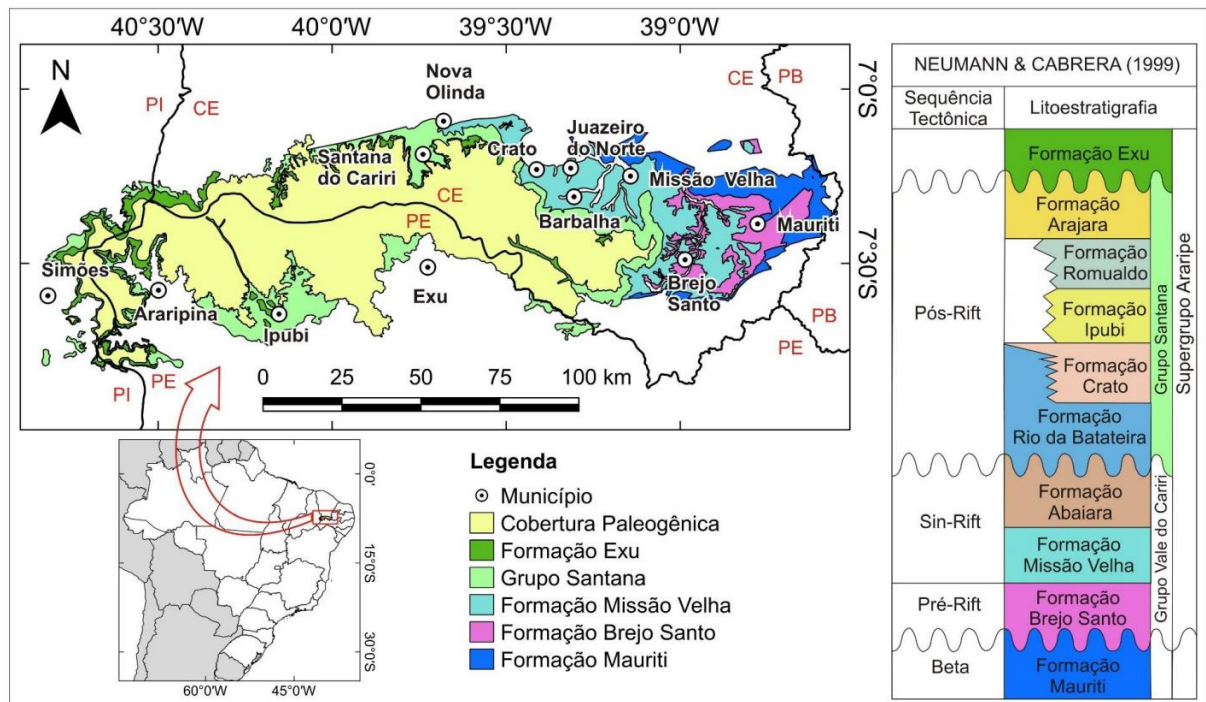 40°30'W
40°0'W
39°30'W
39°0'W
N
PI
CE
Nova
Olinda
CE
PB
7°0'S
Santana
do Cariri
Crato
Juazeiro
do Norte
Missão Velha
CE
PE
Barbalha
Mauriti
7°30'S
Simões
Araripina
Ipubi
Exu
Brejo
Santo
PB
PE
PI
PE
0 25 50 75 100 km
0°0'
15°0'S
30°0'S
60°0'W 45°0'W
Legenda
Município
Cobertura Paleogênica
Formação Exu
Grupo Santana
Formação Missão Velha
Formação Brejo Santo
Formação Mauriti
NEUMANN & CABRERA (1999)
Sequência
Tectônica
Litoestratigrafia
Formação Exu
Formação
Arajara
Formação
Romualdo
Pós-Rift
Formação
Ipubi
Formação
Crato
Formação
Rio da Batateira
Grupo Santana
Supergrupo Araripe
Sin-Rift
Formação
Abaiara
Formação
Missão Velha
Pré-Rift
Formação
Brejo Santo
Grupo Vale do Cariri
Beta
Formação
Mauriti